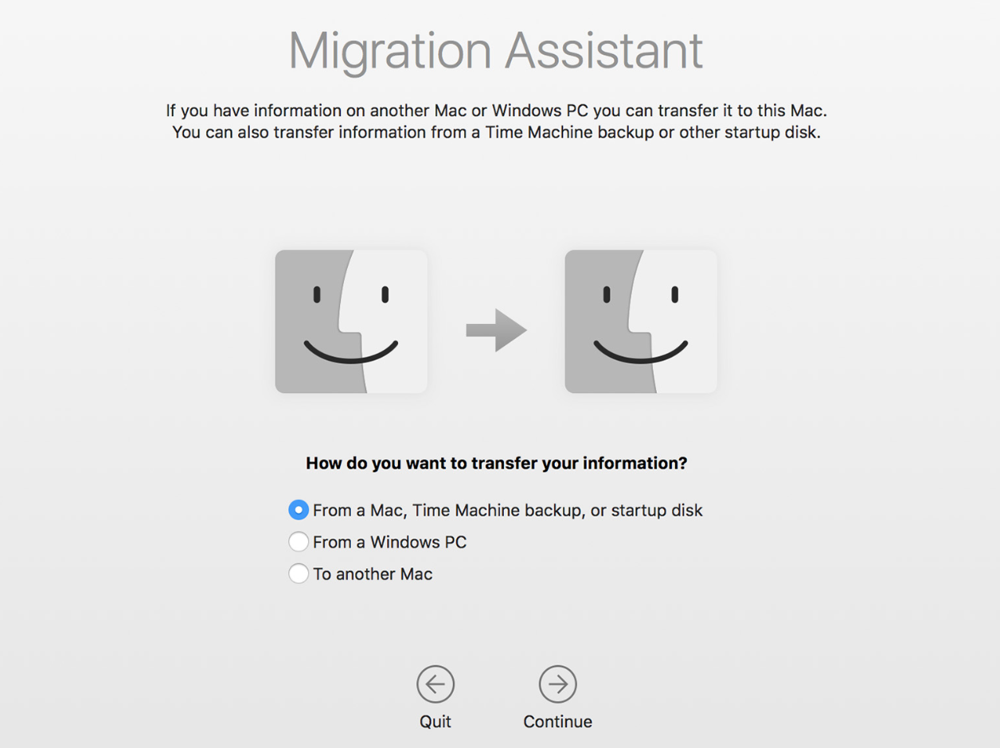 Migration Assistant
If you have information on another Mac or Windows PC you can transfer it to this Mac.
You can also transfer information from a Time Machine backup or other startup disk.
How do you want to transfer your information?
From a Mac, Time Machine backup, or startup disk
From a Windows PC
To another Mac
Quit
Continue